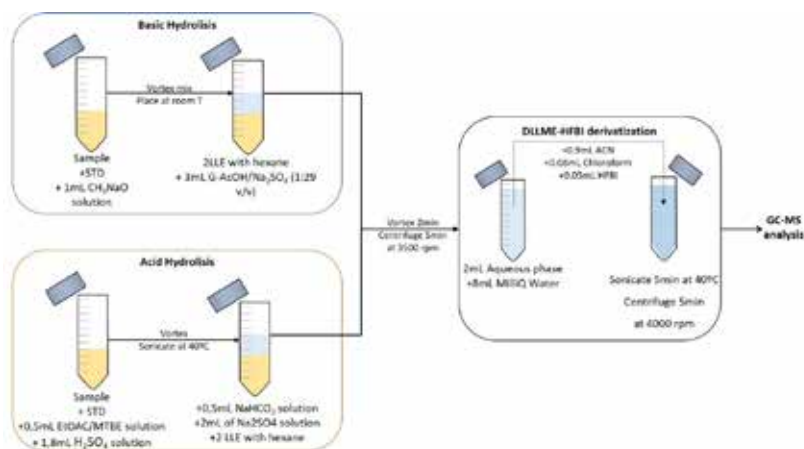 Basic Hydrolisis
Vortex mix
Place at room T
Sample
+STD
+ 1mL CH₃NaO
solution
2LLE with hexane
+ 3mL G-AcOH/Na₂SO₄ (1:29
v/v)
Acid Hydrolisis
Vortex
Sonicate at 40ºC
Sample
+ STD
+0,5mL EtOAC/MTBE solution
+ 1,8mL H₂SO₄ solution
+0,5mL NaHCO₃ solution
+2mL of Na2SO4 solution
+2 LLE with hexane
Vortex 2min
Centrifuge 5min
at 3500 rpm
DLLME-HFBI derivatization
+0.9mL ACN
Chloroform
+0.05mL HFBI
2mL Aqueous phase
+8mL MilliQ Water
Sonicate 5min at 40ºC
Centrifuge 5min
at 4000 rpm
GC-MS
analysis